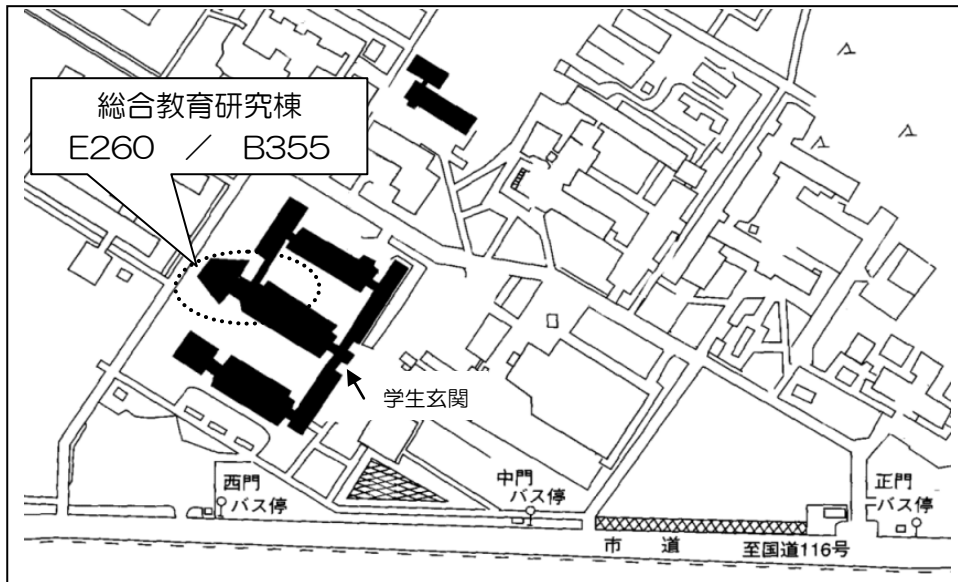 総合教育研究棟
E260 ／ B355
学生玄関
西門
バス停
中門
バス停
正門
バス停
市 道
至国道116号